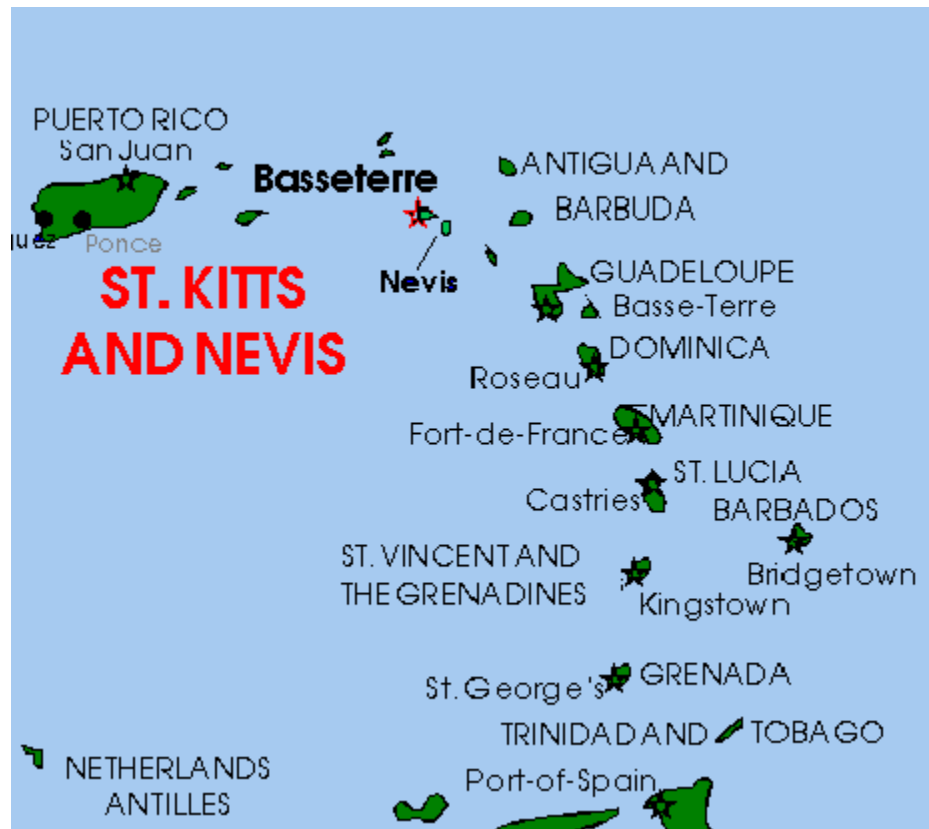 PUERTO RICO
San Juan
Basseterre
ANTIGUA AND
BARBUDA
Ponce
Nevis
ST. KITTS
AND NEVIS
GUADELOUPE
Basse-Terre
DOMINICA
Roseau
MARTINIQUE
Fort-de-France
ST. LUCIA
Castries
BARBADOS
Bridgetown
ST. VINCENT AND
THE GRENADINES
Kingstown
GRENADA
St. George's
TRINIDAD AND TOBAGO
Port-of-Spain
NETHERLANDS
ANTILLES